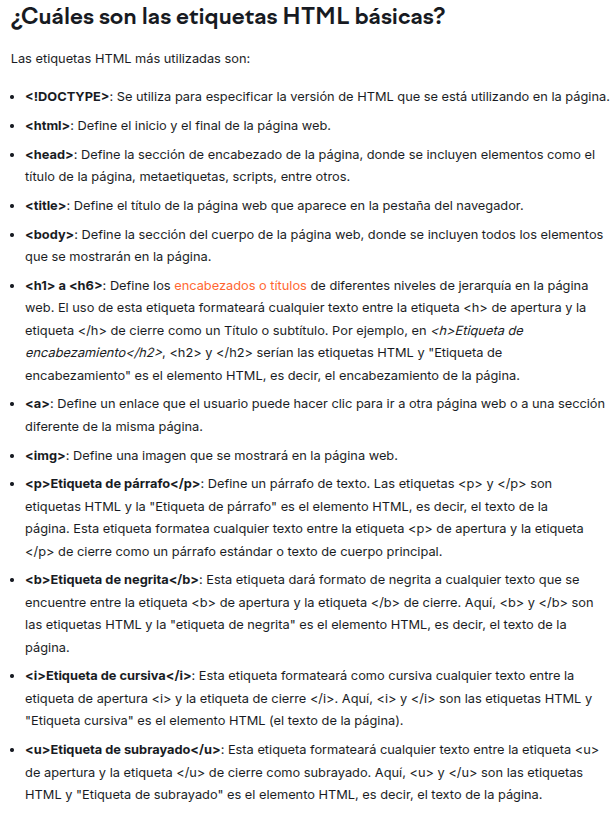 ¿Cuáles son las etiquetas HTML básicas?
Las etiquetas HTML más utilizadas son:
• <!DOCTYPE>: Se utiliza para especificar la versión de HTML que se está utilizando en la página.
• <html>: Define el inicio y el final de la página web.
• <head>: Define la sección de encabezado de la página, donde se incluyen elementos como el
título de la página, metaetiquetas, scripts, entre otros.
• <title>: Define el título de la página web que aparece en la pestaña del navegador.
• <body>: Define la sección del cuerpo de la página web, donde se incluyen todos los elementos
que se mostrarán en la página.
• <h1> a <h6>: Define los encabezados o títulos de diferentes niveles de jerarquía en la página
web. El uso de esta etiqueta formateará cualquier texto entre la etiqueta <h> de apertura y la
etiqueta </h> de cierre como un Título o subtítulo. Por ejemplo, en <h>Etiqueta de
encabezamiento</h2>, <h2> y </h2> serían las etiquetas HTML y "Etiqueta de
encabezamiento" es el elemento HTML, es decir, el encabezamiento de la página.
• <a>: Define un enlace que el usuario puede hacer clic para ir a otra página web o a una sección
diferente de la misma página.
• <img>: Define una imagen que se mostrará en la página web.
• <p>Etiqueta de párrafo</p>: Define un párrafo de texto. Las etiquetas <p> y </p> son
etiquetas HTML y la "Etiqueta de párrafo" es el elemento HTML, es decir, el texto de la
página. Esta etiqueta formatea cualquier texto entre la etiqueta <p> de apertura y la etiqueta
</p> de cierre como un párrafo estándar o texto de cuerpo principal.
• <b>Etiqueta de negrita</b>: Esta etiqueta dará formato de negrita a cualquier texto que se
encuentre entre la etiqueta <b> de apertura y la etiqueta </b> de cierre. Aquí, <b> y </b> son
las etiquetas HTML y la "etiqueta de negrita" es el elemento HTML, es decir, el texto de la
página.
• <i>Etiqueta de cursiva</i>: Esta etiqueta formateará como cursiva cualquier texto entre la
etiqueta de apertura <i> y la etiqueta de cierre </i>. Aquí, <i> y </i> son las etiquetas HTML y
"Etiqueta cursiva" es el elemento HTML (el texto de la página).
• <u>Etiqueta de subrayado</u>: Esta etiqueta formateará cualquier texto entre la etiqueta <u>
de apertura y la etiqueta </u> de cierre como subrayado. Aquí, <u> y </u> son las etiquetas
HTML y "Etiqueta de subrayado" es el elemento HTML, es decir, el texto de la página.